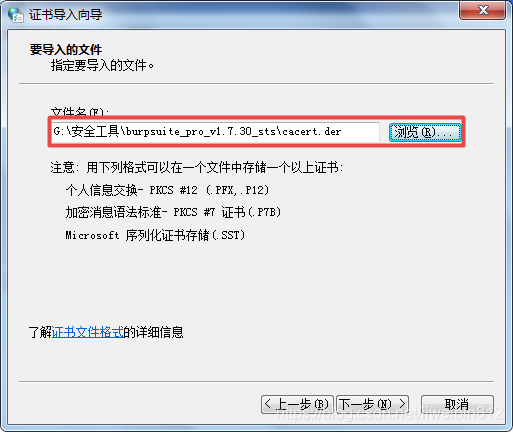 证书导入向导
要导入的文件
指定要导入的文件。
文件名(F):
G:\安全工具\burpsuite_pro_v1.7.30_sts\cacert.der
浏览(R)...
注意: 用下列格式可以在一个文件中存储一个以上证书:
个人信息交换- PKCS #12 (.PFX,.P12)
加密消息语法标准- PKCS #7 证书(.P7B)
Microsoft 序列化证书存储(.SST)
了解证书文件格式的详细信息
< 上一步(B) 下一步(N) > 取消